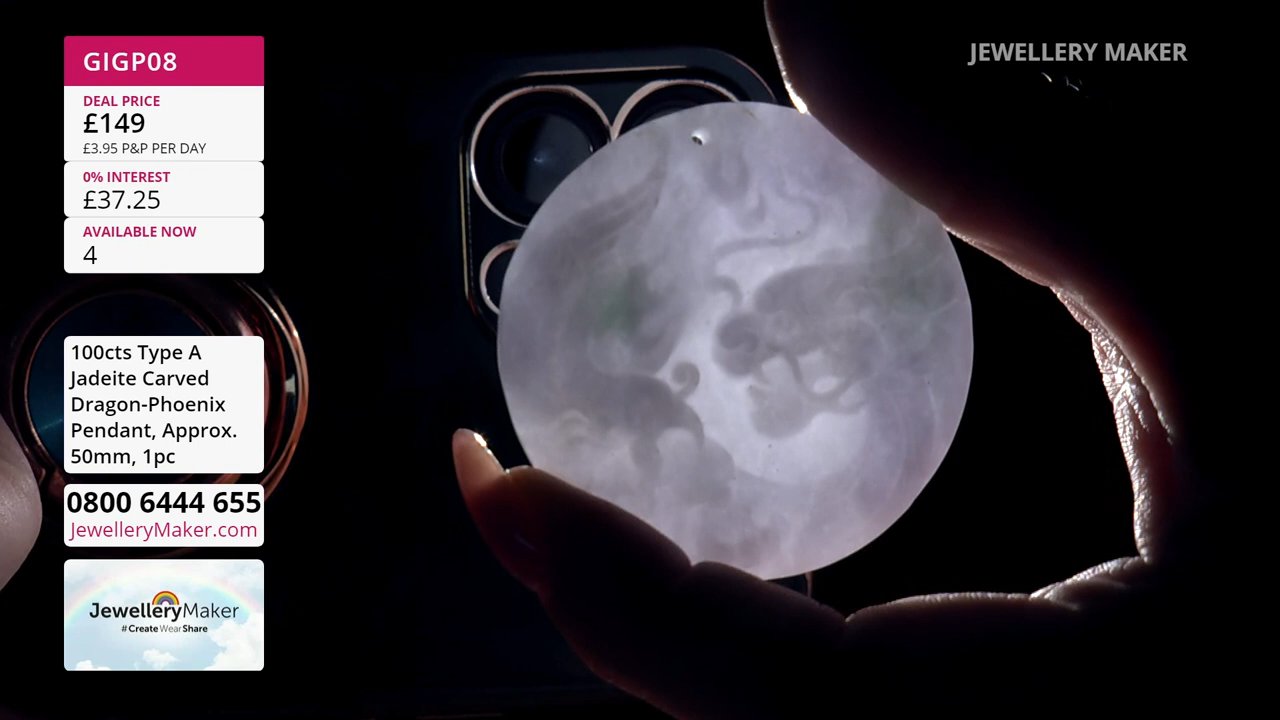 GIGP08
DEAL PRICE
£149
£3.95 P&P PER DAY
0% INTEREST
£37.25
AVAILABLE NOW
4
100cts Type A
Jadeite Carved
Dragon-Phoenix
Pendant, Approx.
50mm, 1pc
0800 6444 655
JewelleryMaker.com
JewelleryMaker
#CreateWearShare
JEWELLERY MAKER